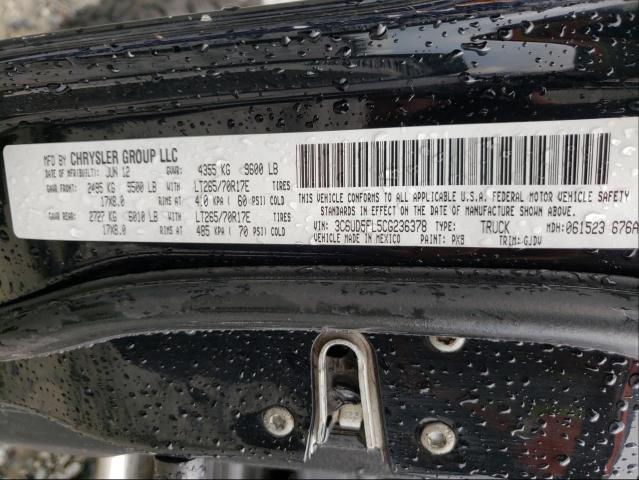 MFD BY CHRYSLER GROUP LLC
DATE OF MFR/(BUILT): JUN 12 GVWR: 4355 KG 9600 LB
GAWR FRONT: 2495 KG 5500 LB WITH LT265/70R17E TIRES
17X8.0 RIMS AT KPA ( 60 PSI) COLD
GAWR REAR: 2727 KG 6010 LB WITH LT265/70R17E TIRES
17X8.0 RIMS AT 485 KPA ( 70 PSI) COLD
THIS VEHICLE CONFORMS TO ALL APPLICABLE U.S.A. FEDERAL MOTOR VEHICLE SAFETY
STANDARDS IN EFFECT ON THE DATE OF MANUFACTURE SHOWN ABOVE.
VIN: 3C6UD5FL5CG236378 TYPE: TRUCK MDH: 061523 676A
VEHICLE MADE IN MEXICO PAINT: PXB TRIM: GJDV